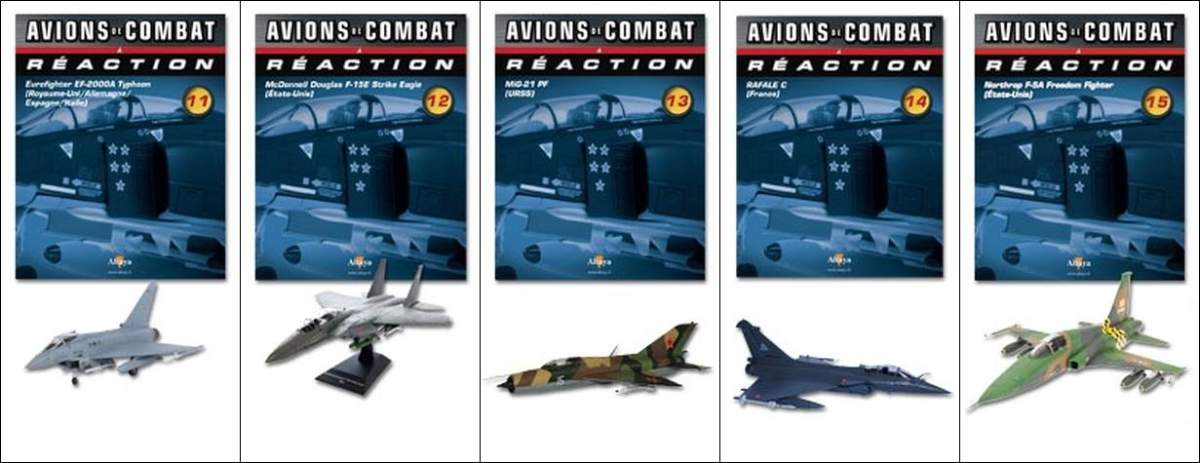 AVIONS DE COMBAT
RÉACTION
Eurofighter EF-2000A Typhoon
(Royaume-Uni/Allemagne/
Espagne/Italie)
11
Altaya
AVIONS DE COMBAT
RÉACTION
McDonnell Douglas F-15E Strike Eagle
(États-Unis)
12
Altaya
AVIONS DE COMBAT
RÉACTION
MiG-21 PF
(URSS)
13
Altaya
AVIONS DE COMBAT
RÉACTION
RAFALE C
(France)
14
Altaya
AVIONS DE COMBAT
RÉACTION
Northrop F-5A Freedom Fighter
(États-Unis)
15
Altaya